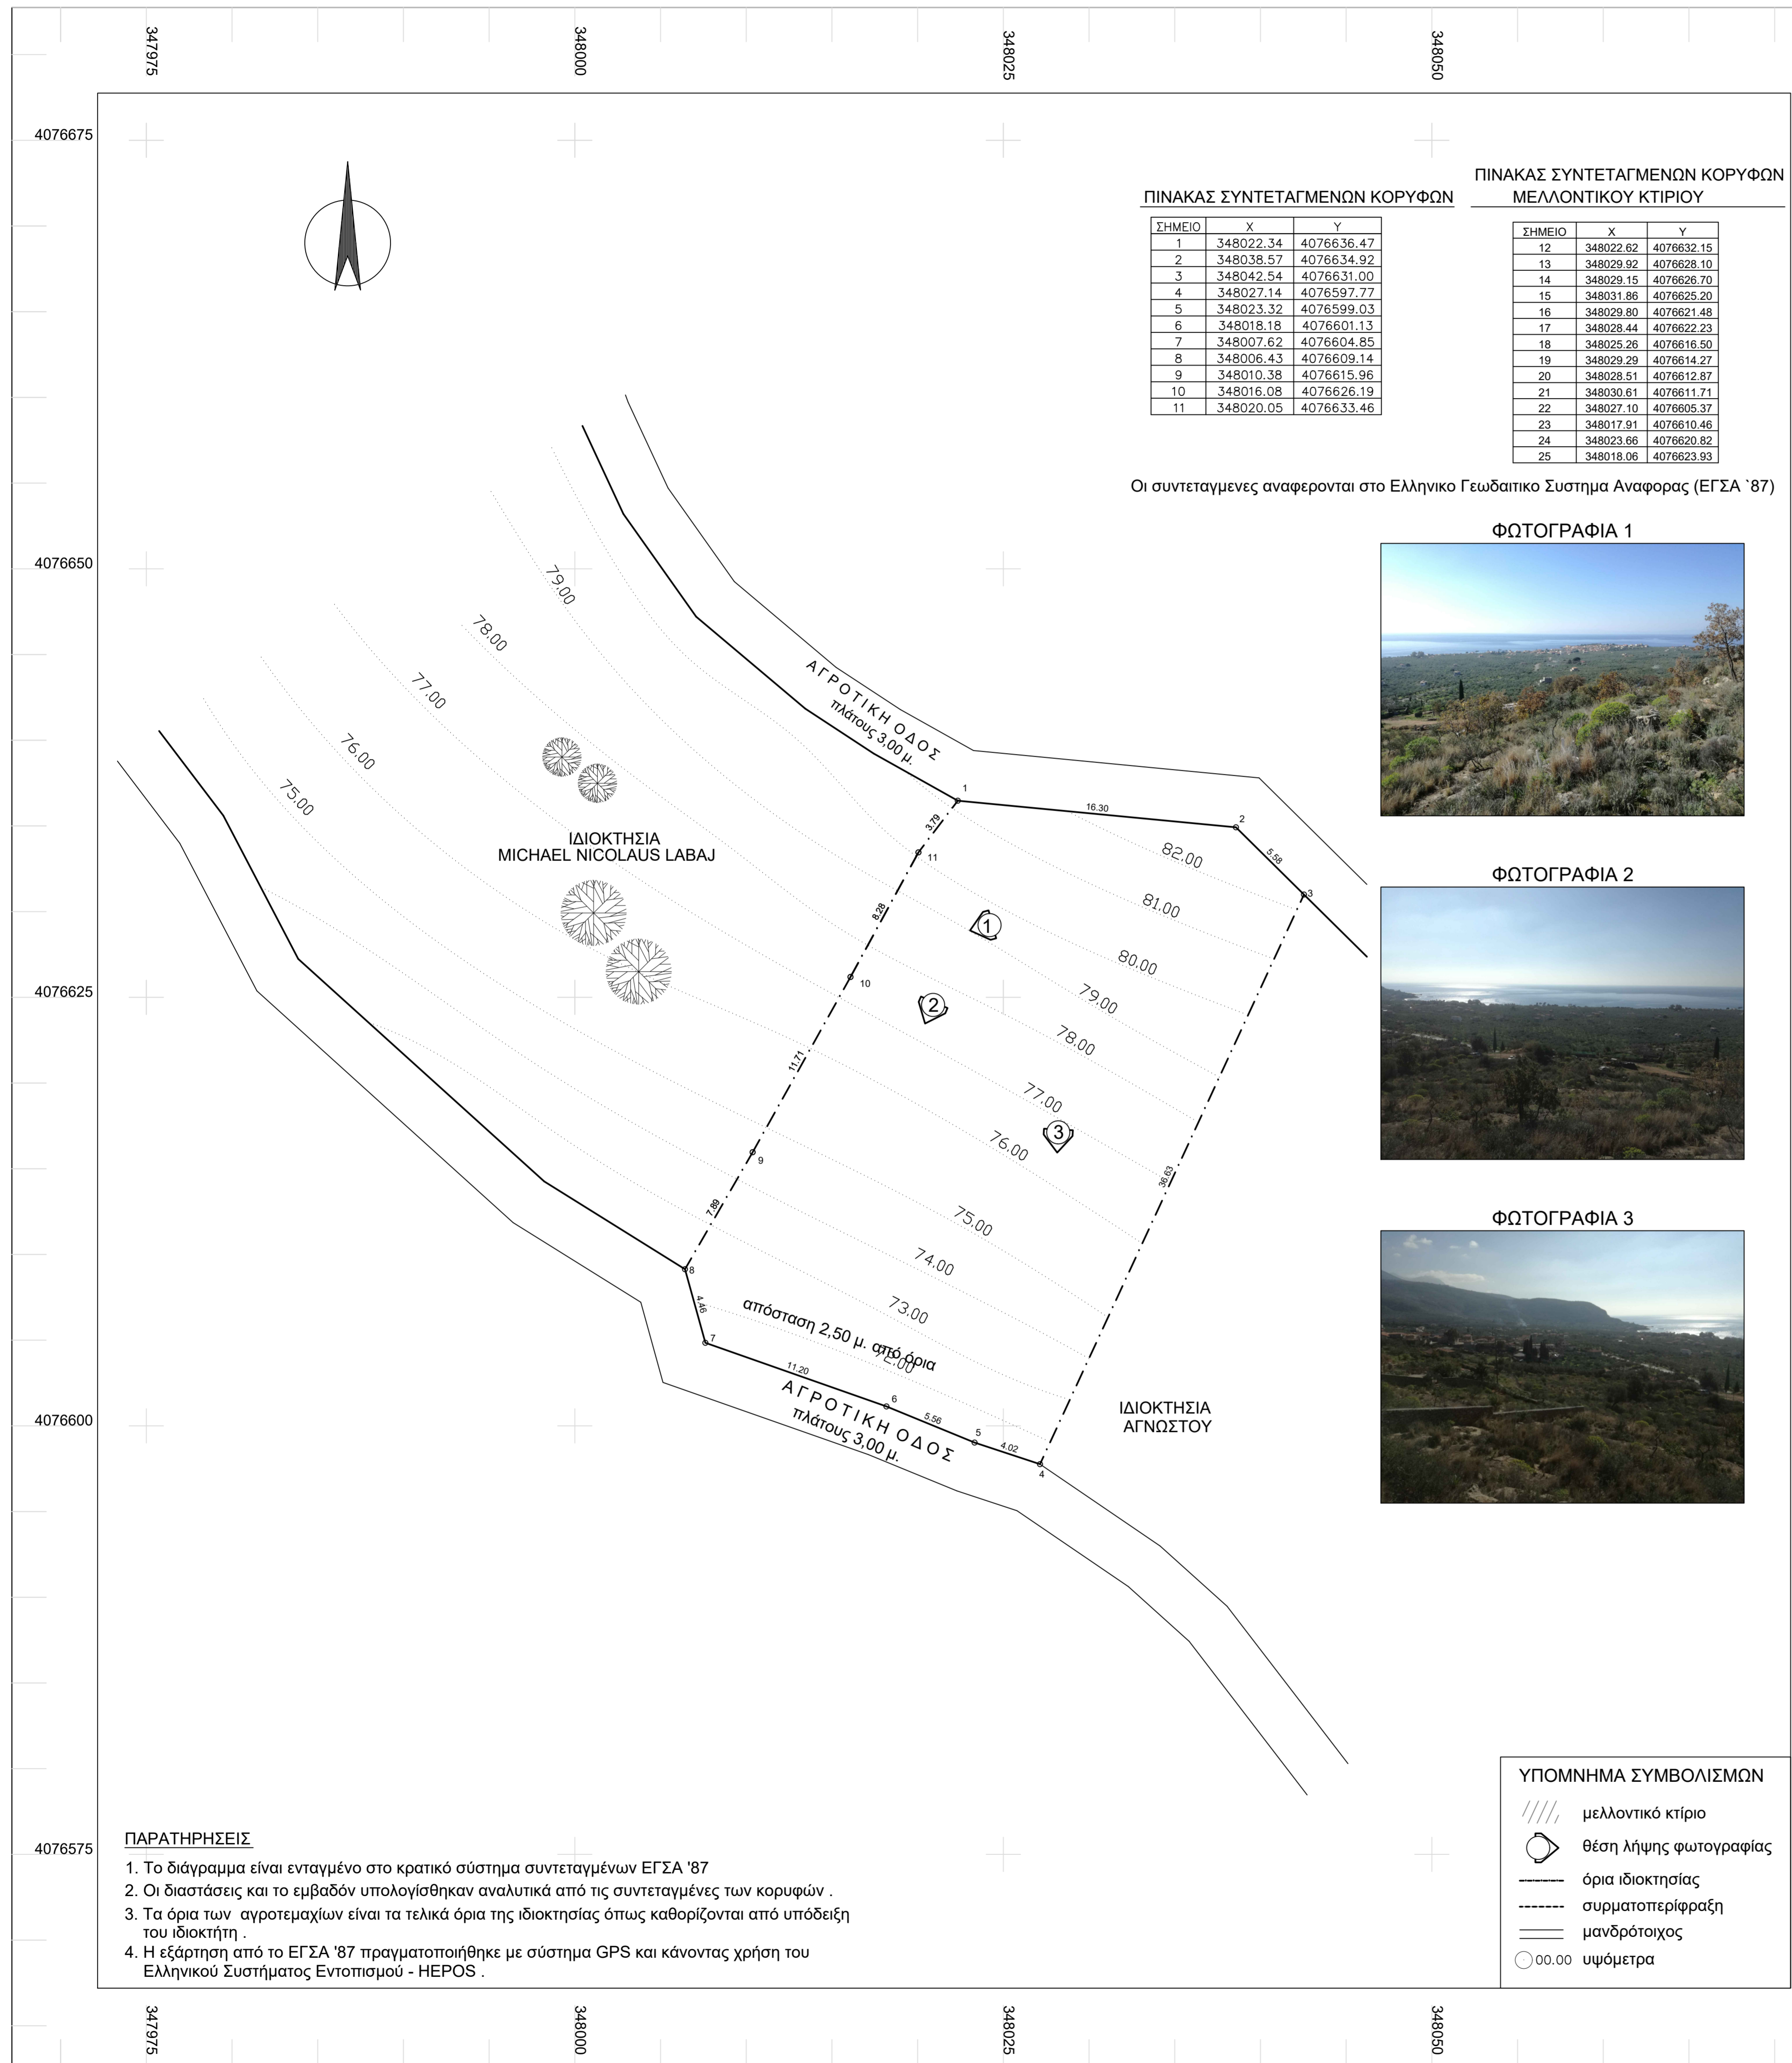 347975
348000
348025
348050
4076675
4076650
4076625
4076600
4076575
ΠΙΝΑΚΑΣ ΣΥΝΤΕΤΑΓΜΕΝΩΝ ΚΟΡΥΦΩΝ
ΣΗΜΕΙΟ X Y
1 348022.34 4076636.47
2 348038.57 4076634.92
3 348042.54 4076631.00
4 348027.14 4076597.77
5 348023.32 4076599.03
6 348018.18 4076601.13
7 348007.62 4076604.85
8 348006.43 4076609.14
9 348010.38 4076615.96
10 348016.08 4076626.19
11 348020.05 4076633.46
ΠΙΝΑΚΑΣ ΣΥΝΤΕΤΑΓΜΕΝΩΝ ΚΟΡΥΦΩΝ
ΜΕΛΛΟΝΤΙΚΟΥ ΚΤΙΡΙΟΥ
ΣΗΜΕΙΟ X Y
12 348022.62 4076632.15
13 348029.92 4076628.10
14 348029.15 4076626.70
15 348031.86 4076625.20
16 348029.80 4076621.48
17 348028.44 4076622.23
18 348025.26 4076616.50
19 348029.29 4076614.27
20 348028.51 4076612.87
21 348030.61 4076611.71
22 348027.10 4076605.37
23 348017.91 4076610.46
24 348023.66 4076620.82
25 348018.06 4076623.93
Οι συντεταγμενες αναφερονται στο Ελληνικο Γεωδαιτικο Συστημα Αναφορας (ΕΓΣΑ `87)
ΦΩΤΟΓΡΑΦΙΑ 1
ΦΩΤΟΓΡΑΦΙΑ 2
ΦΩΤΟΓΡΑΦΙΑ 3
79.00
78.00
77.00
76.00
75.00
ΑΓΡΟΤΙΚΗ ΟΔΟΣ
πλάτους 3,00 μ.
ΙΔΙΟΚΤΗΣΙΑ
MICHAEL NICOLAUS LABAJ
1
16.30
2
5.58
3
3.79
11
8.28
10
11.71
9
7.89
8
4.46
7
11.20
6
5.56
5
4.02
4
36.63
82.00
81.00
80.00
79.00
78.00
77.00
76.00
75.00
74.00
73.00
72.00
1
2
3
απόσταση 2,50 μ. από όρια
ΑΓΡΟΤΙΚΗ ΟΔΟΣ
πλάτους 3,00 μ.
ΙΔΙΟΚΤΗΣΙΑ
ΑΓΝΩΣΤΟΥ
ΠΑΡΑΤΗΡΗΣΕΙΣ
1. Το διάγραμμα είναι ενταγμένο στο κρατικό σύστημα συντεταγμένων ΕΓΣΑ '87
2. Οι διαστάσεις και το εμβαδόν υπολογίσθηκαν αναλυτικά από τις συντεταγμένες των κορυφών .
3. Τα όρια των αγροτεμαχίων είναι τα τελικά όρια της ιδιοκτησίας όπως καθορίζονται από υπόδειξη
του ιδιοκτήτη .
4. Η εξάρτηση από το ΕΓΣΑ '87 πραγματοποιήθηκε με σύστημα GPS και κάνοντας χρήση του
Ελληνικού Συστήματος Εντοπισμού - HEPOS .
ΥΠΟΜΝΗΜΑ ΣΥΜΒΟΛΙΣΜΩΝ
μελλοντικό κτίριο
θέση λήψης φωτογραφίας
όρια ιδιοκτησίας
συρματοπερίφραξη
μανδρότοιχος
00.00 υψόμετρα
347975
348000
348025
348050